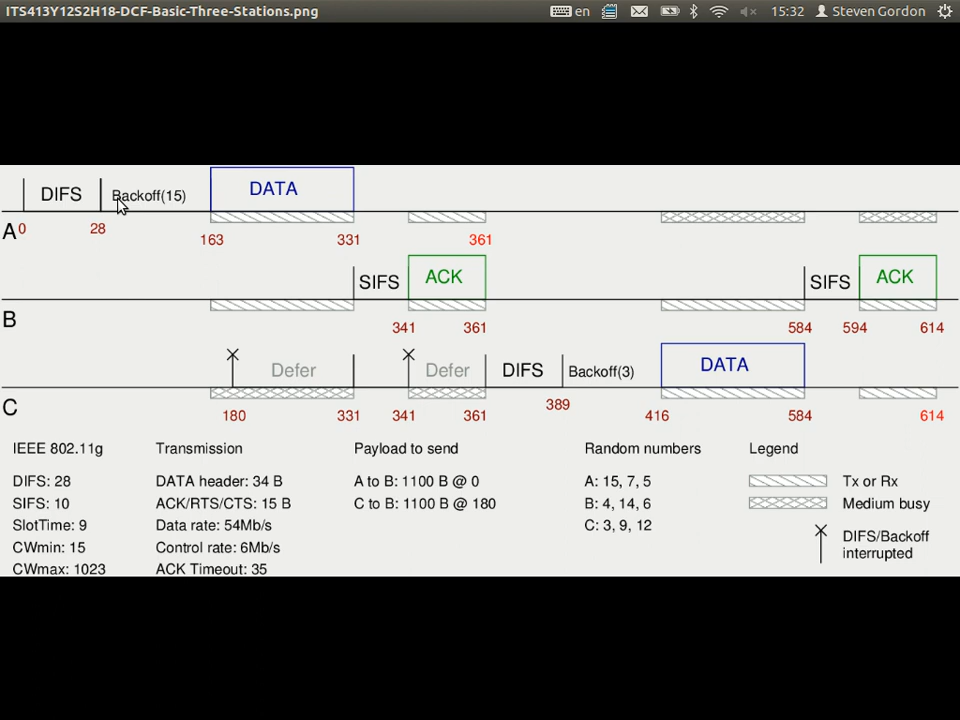 ITS413Y12S2H18-DCF-Basic-Three-Stations.png en 15:32 Steven Gordon
DIFS Backoff(15) DATA
A 0 28 163 331 361
SIFS ACK SIFS ACK
B 341 361 584 594 614
Defer Defer DIFS Backoff(3) DATA
C 180 331 341 361 389 416 584 614
IEEE 802.11g Transmission Payload to send Random numbers Legend
DIFS: 28 DATA header: 34 B A to B: 1100 B @ 0 A: 15, 7, 5 Tx or Rx
SIFS: 10 ACK/RTS/CTS: 15 B C to B: 1100 B @ 180 B: 4, 14, 6 Medium busy
SlotTime: 9 Data rate: 54Mb/s C: 3, 9, 12 DIFS/Backoff
CWmin: 15 Control rate: 6Mb/s interrupted
CWmax: 1023 ACK Timeout: 35